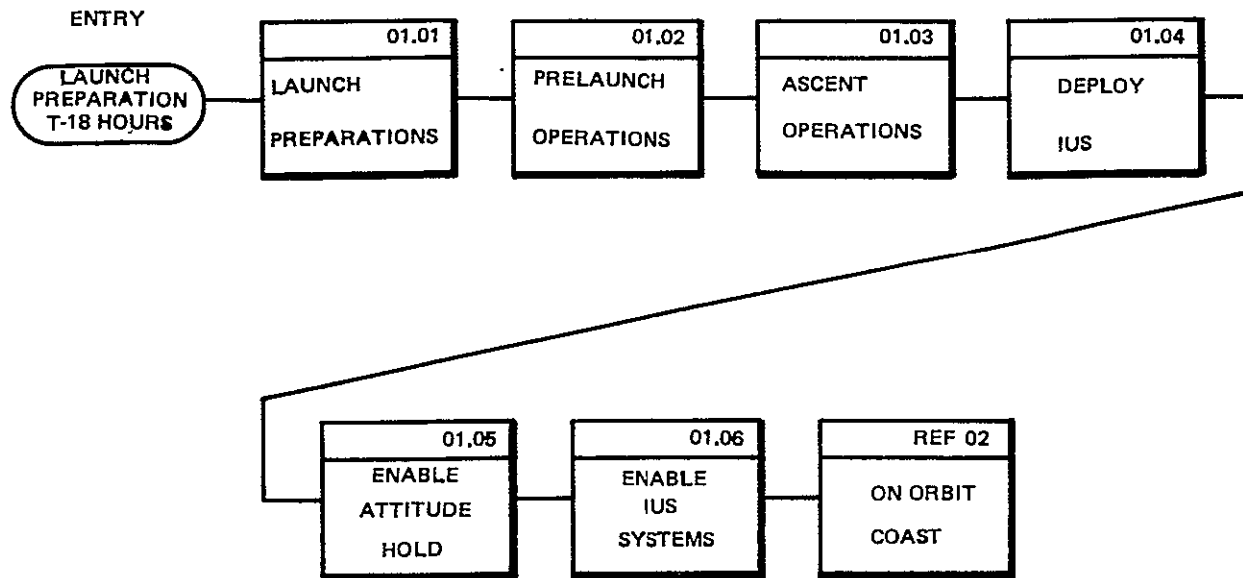 ENTRY
LAUNCH
PREPARATION
T-18 HOURS
01.01
LAUNCH
PREPARATIONS
01.02
PRELAUNCH
OPERATIONS
01.03
ASCENT
OPERATIONS
01.04
DEPLOY
IUS
01.05
ENABLE
ATTITUDE
HOLD
01.06
ENABLE
IUS
SYSTEMS
REF 02
ON ORBIT
COAST